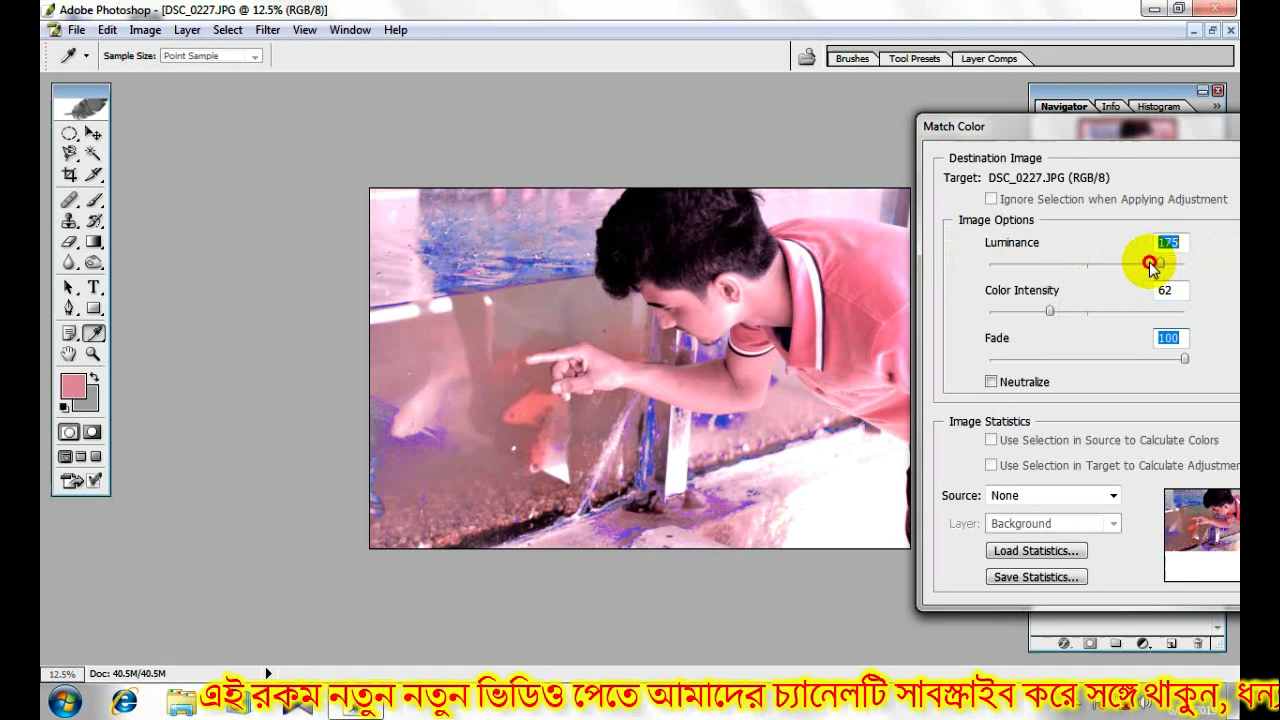 Adobe Photoshop - [DSC_0227.JPG @ 12.5% (RGB/8)]
File Edit Image Layer Select Filter View Window Help
Sample Size: Point Sample Brushes Tool Presets Layer Comps
Navigator Info Histogram
Match Color
Destination Image
Target: DSC_0227.JPG (RGB/8)
Ignore Selection when Applying Adjustment
Image Options
Luminance 175
Color Intensity 62
Fade 100
Neutralize
Image Statistics
Use Selection in Source to Calculate Colors
Use Selection in Target to Calculate Adjustmen
Source: None
Layer: Background
Load Statistics...
Save Statistics...
12.5% Doc: 40.5M/40.5M
এই রকম নতুন নতুন ভিডিও পেতে আমাদের চ্যানেলটি সাবস্ক্রাইব করে সঙ্গে থাকুন, ধন্য